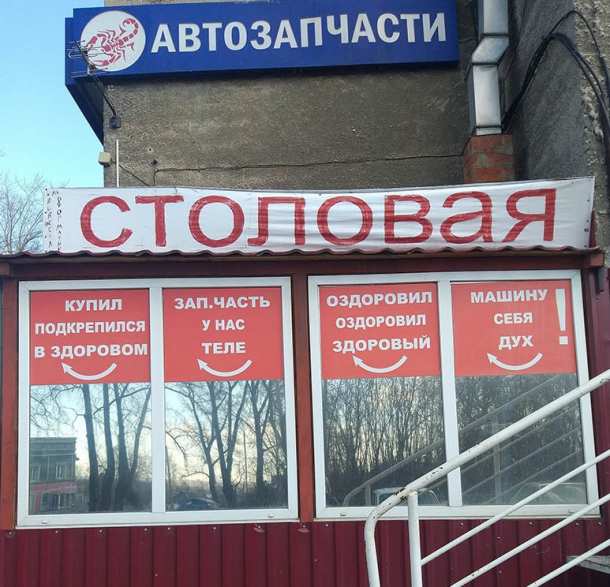 АВТОЗАПЧАСТИ
СТОЛОВАЯ
КУПИЛ ЗАП.ЧАСТЬ
ПОДКРЕПИЛСЯ У НАС
В ЗДОРОВОМ ТЕЛЕ
ОЗДОРОВИЛ МАШИНУ
ОЗДОРОВИЛ СЕБЯ
ЗДОРОВЫЙ ДУХ!